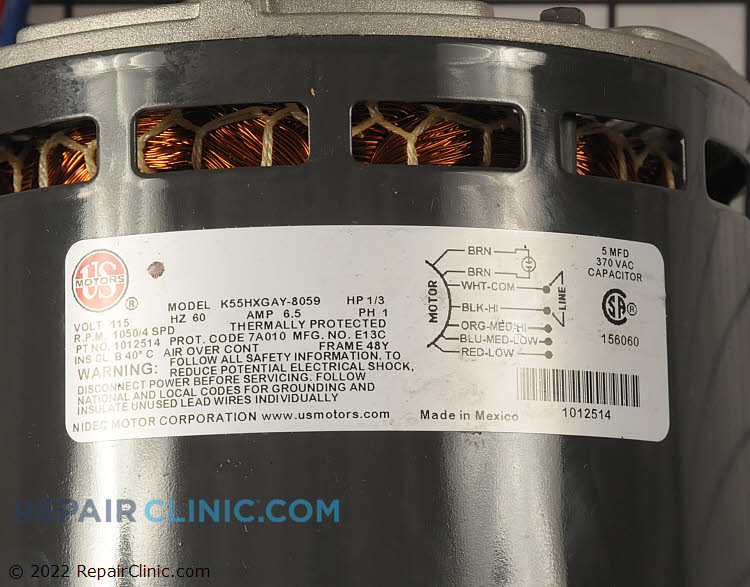 US
MOTORS
®
MODEL K55HXGAY-8059 HP 1/3
VOLT 115 HZ 60 AMP 6.5 PH 1
R.P.M. 1050/4 SPD THERMALLY PROTECTED
PT NO. 1012514 PROT. CODE 7A010 MFG. NO. E13C
INS CL. B 40° C AIR OVER CONT FRAME 48Y
WARNING: FOLLOW ALL SAFETY INFORMATION. TO
REDUCE POTENTIAL ELECTRICAL SHOCK,
DISCONNECT POWER BEFORE SERVICING. FOLLOW
NATIONAL AND LOCAL CODES FOR GROUNDING AND
INSULATE UNUSED LEAD WIRES INDIVIDUALLY
NIDEC MOTOR CORPORATION www.usmotors.com
MOTOR
BRN
BRN
WHT-COM
BLK-HI
ORG-MED-HI
BLU-MED-LOW
RED-LOW
LINE
5 MFD
370 VAC
CAPACITOR
SA®
156060
Made in Mexico
1012514
REPAIRCLINIC.COM
© 2022 RepairClinic.com